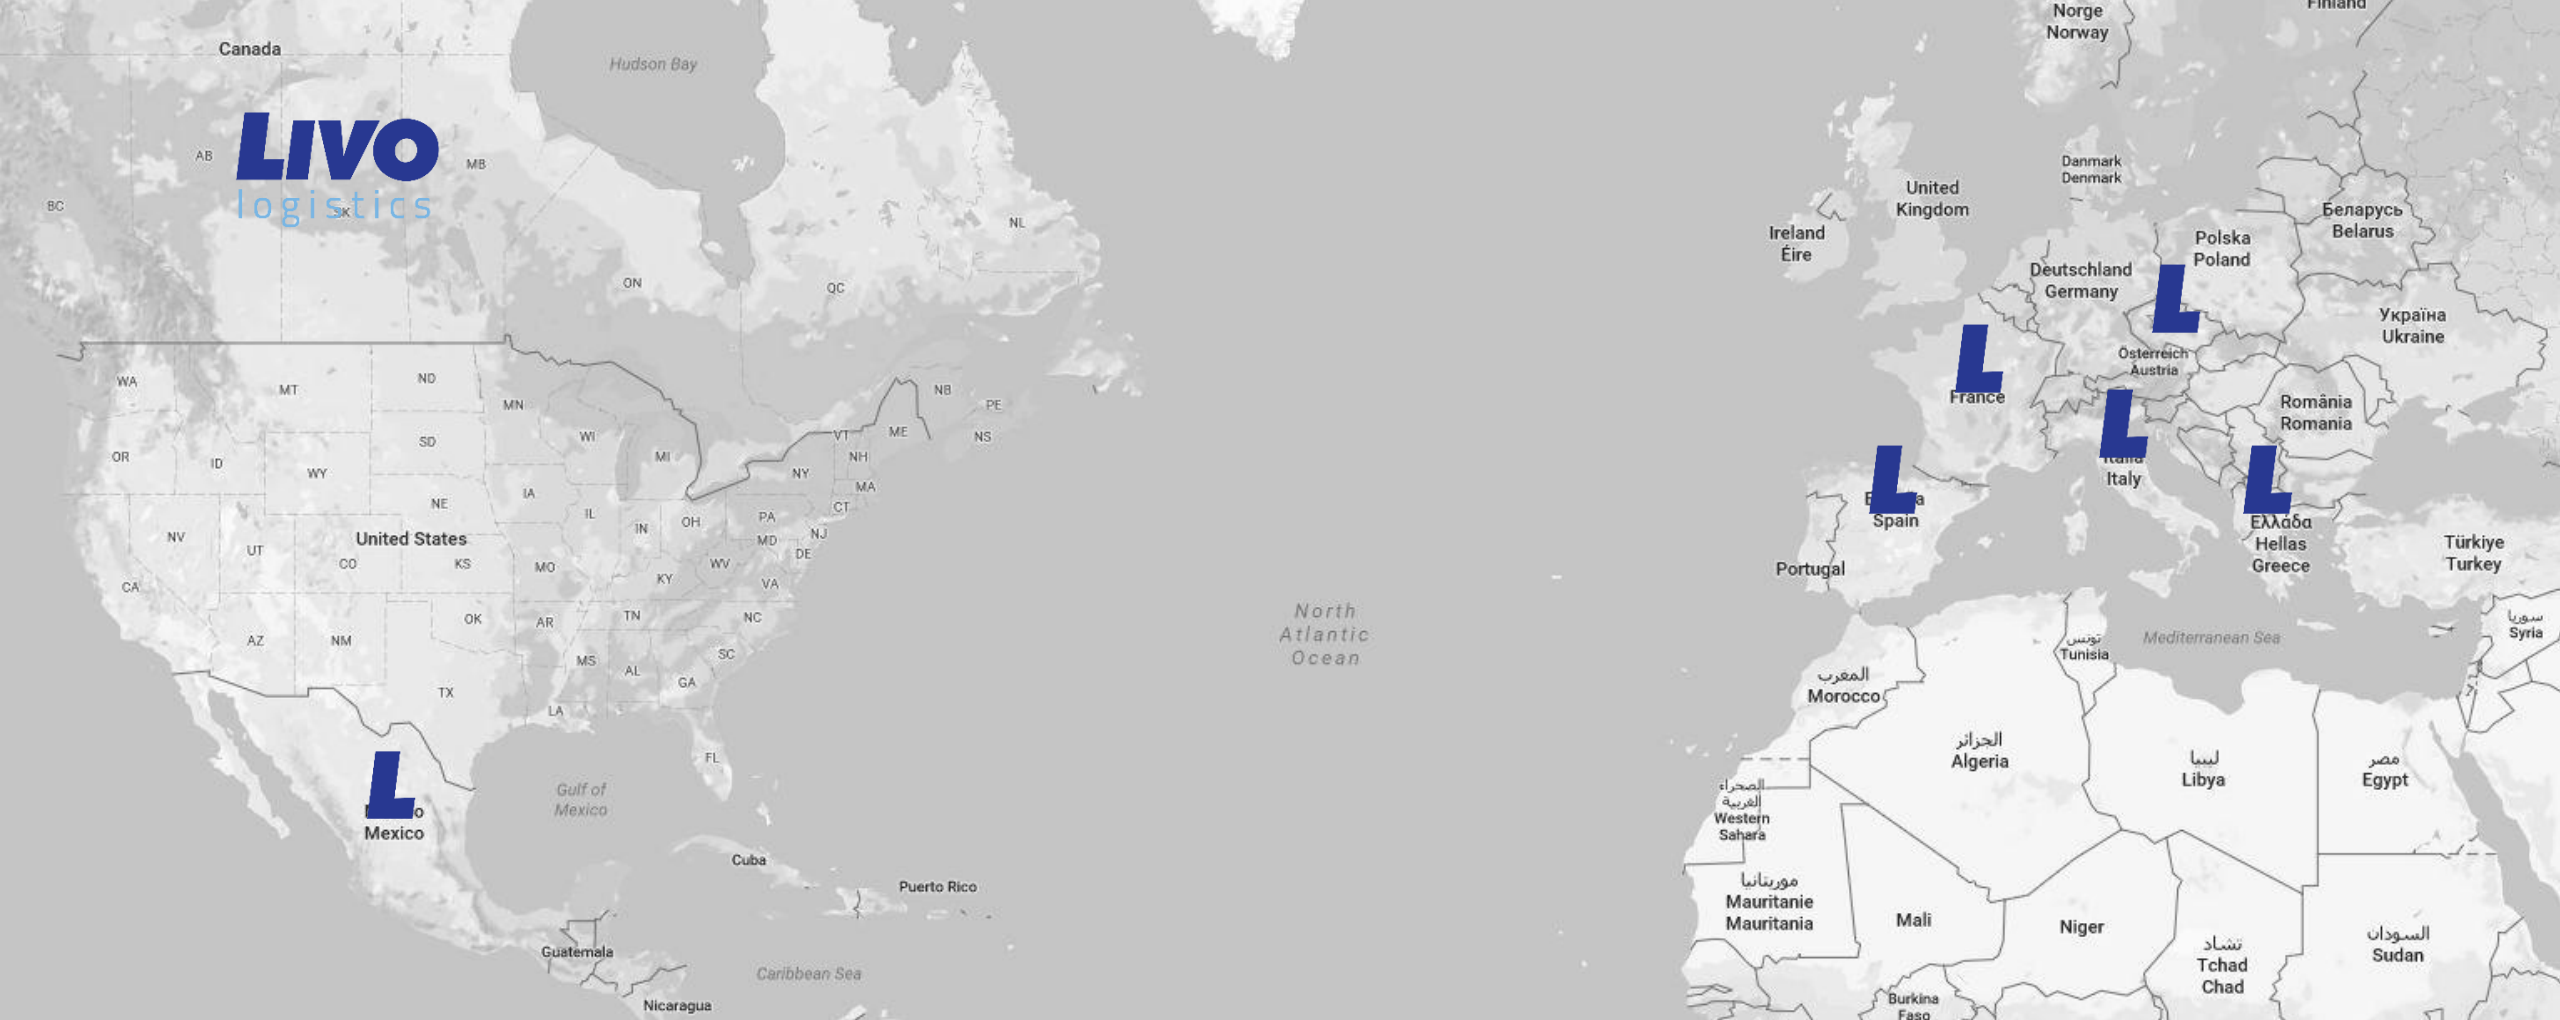 Canada
Hudson Bay
LIVO
logistics
AB
SK
MB
BC
ON
QC
NL
WA
MT
ND
MN
OR
ID
WY
SD
WI
MI
NB
PE
NS
VT
ME
NH
NY
MA
CT
NE
IA
IL
IN
OH
PA
NJ
MD
DE
NV
UT
United States
CO
KS
MO
WV
VA
KY
CA
AZ
NM
OK
AR
TN
NC
SC
MS
AL
GA
TX
LA
FL
Gulf of
Mexico
L
Mexico
Cuba
Puerto Rico
Guatemala
Caribbean Sea
Nicaragua
North
Atlantic
Ocean
Norge
Norway
Finland
Danmark
Denmark
United
Kingdom
Ireland
Éire
Беларусь
Belarus
Polska
Poland
Deutschland
Germany
L
Україна
Ukraine
Österreich
Austria
L
France
România
Romania
L
Italia
Italy
L
Spain
L
Ελλάδα
Hellas
Greece
Türkiye
Turkey
Portugal
سوريا
Syria
Mediterranean Sea
تونس
Tunisia
المغرب
Morocco
الجزائر
Algeria
ليبيا
Libya
مصر
Egypt
الصحراء
الغربية
Western
Sahara
موريتانيا
Mauritanie
Mauritania
Mali
Niger
تشاد
Tchad
Chad
السودان
Sudan
Burkina
Faso